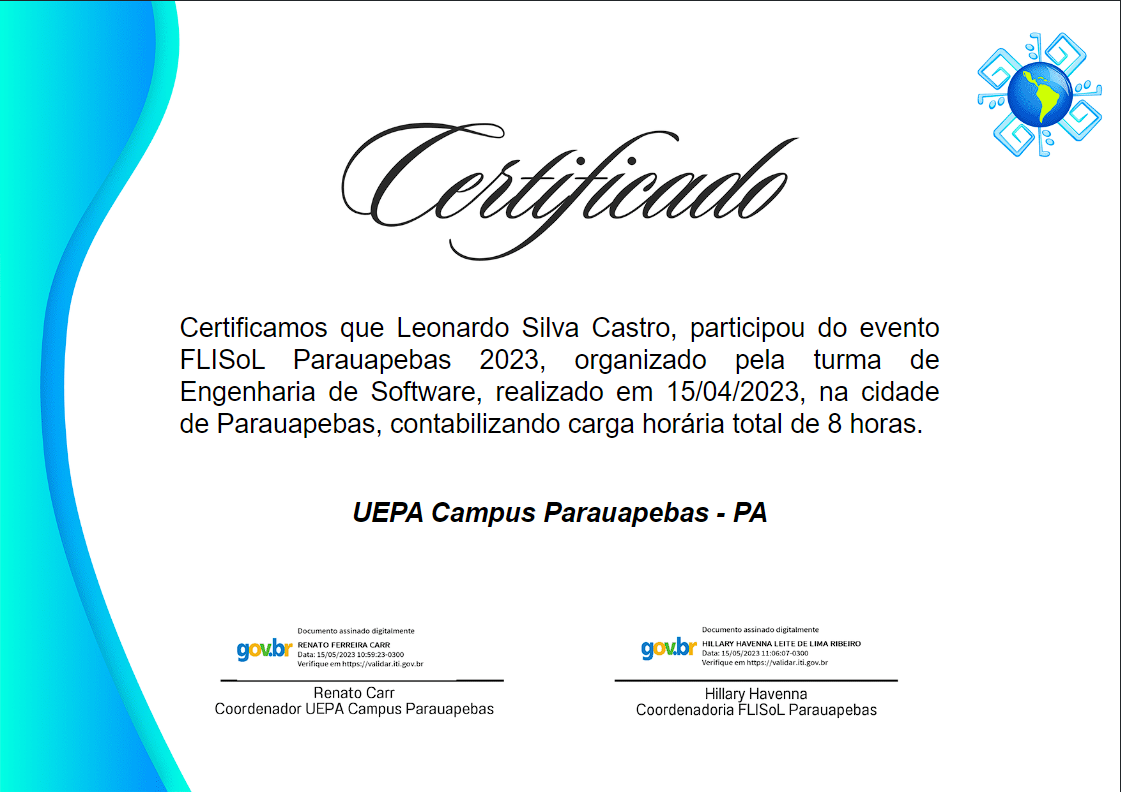 Certificado
Certificamos que Leonardo Silva Castro, participou do evento
FLISoL Parauapebas 2023, organizado pela turma de
Engenharia de Software, realizado em 15/04/2023, na cidade
de Parauapebas, contabilizando carga horária total de 8 horas.
UEPA Campus Parauapebas - PA
gov.br
Documento assinado digitalmente
RENATO FERREIRA CARR
Data: 15/05/2023 10:59:23-0300
Verifique em https://validar.iti.gov.br
Renato Carr
Coordenador UEPA Campus Parauapebas
gov.br
Documento assinado digitalmente
HILLARY HAVENNA LEITE DE LIMA RIBEIRO
Data: 15/05/2023 11:06:07-0300
Verifique em https://validar.iti.gov.br
Hillary Havenna
Coordenadoria FLISoL Parauapebas